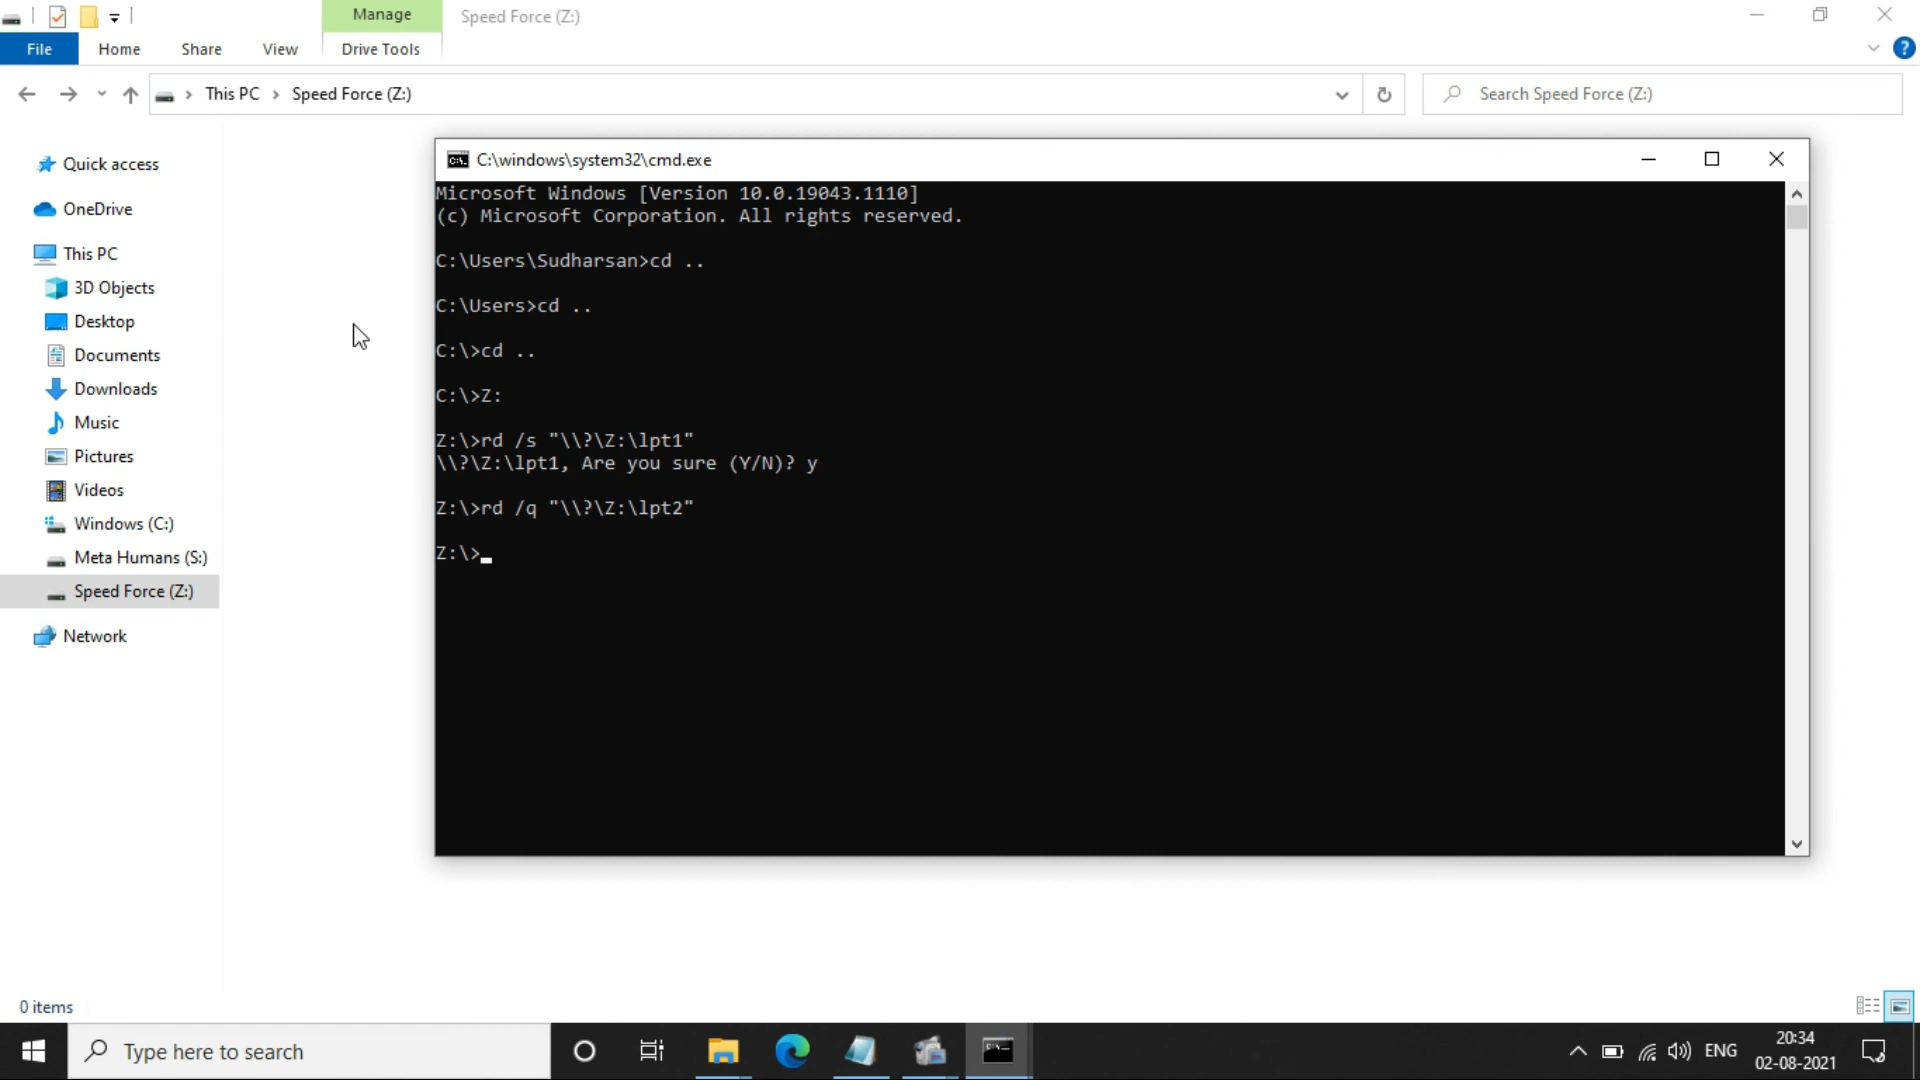 Manage
Speed Force (Z:)
File
Home
Share
View
Drive Tools
?
This PC
Speed Force (Z:)
Search Speed Force (Z:)
Quick access
OneDrive
This PC
3D Objects
Desktop
Documents
Downloads
Music
Pictures
Videos
Windows (C:)
Meta Humans (S:)
Speed Force (Z:)
Network
C:\windows\system32\cmd.exe
Microsoft Windows [Version 10.0.19043.1110]
(c) Microsoft Corporation. All rights reserved.
C:\Users\Sudharsan>cd ..
C:\Users>cd ..
C:\>cd ..
C:\>Z:
Z:\>rd /s "\\?\Z:\lpt1"
\\?\Z:\lpt1, Are you sure (Y/N)? y
Z:\>rd /q "\\?\Z:\lpt2"
Z:\>
0 items
Type here to search
ENG
20:34
02-08-2021